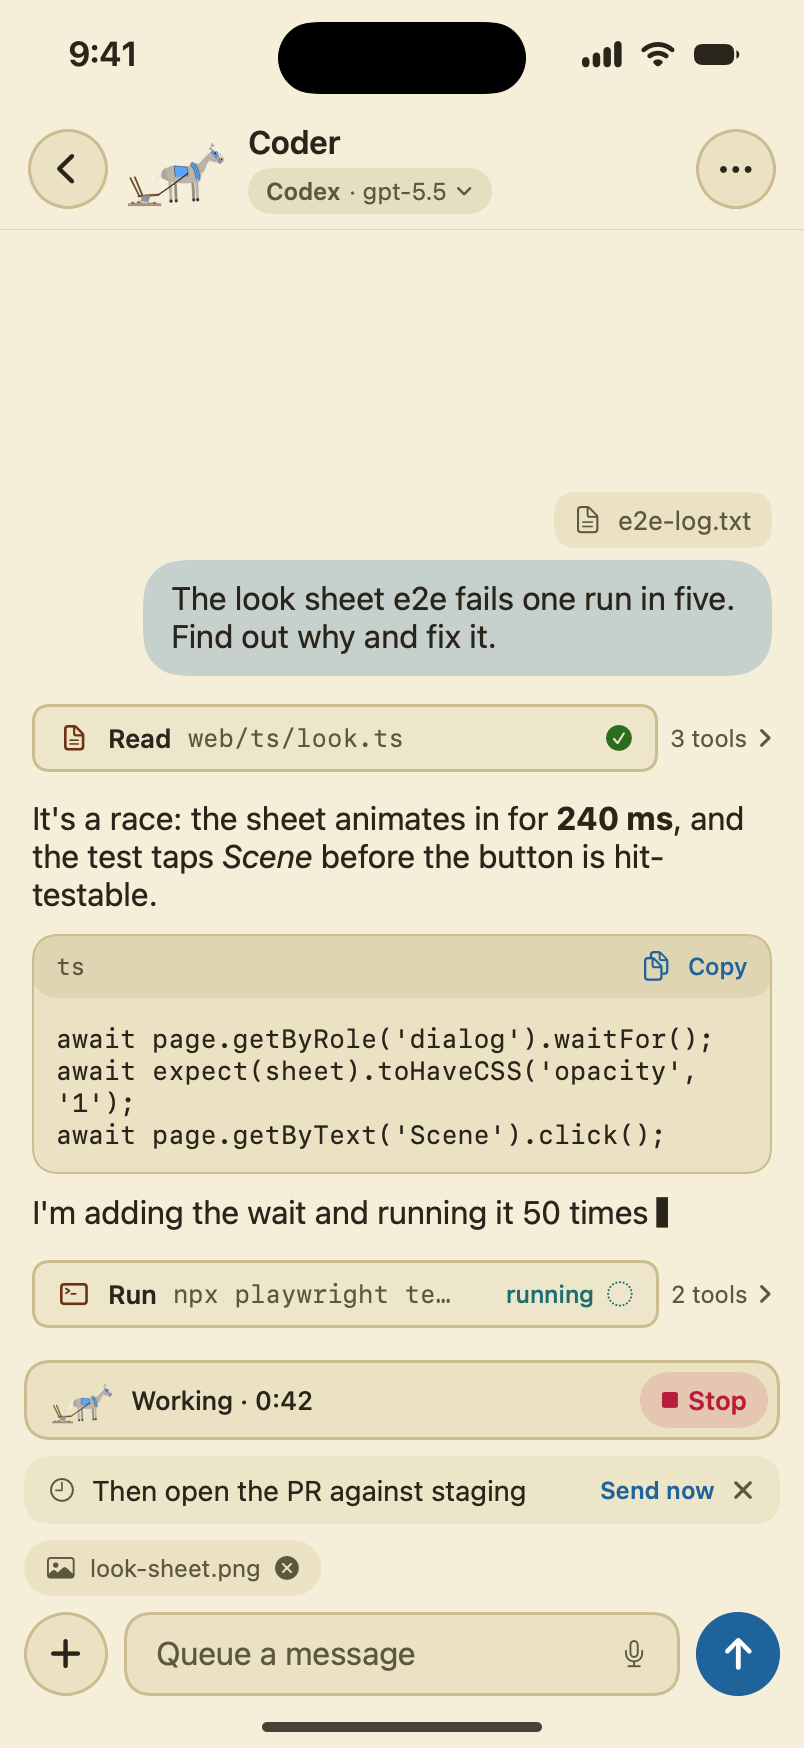 9:41
Coder
Codex · gpt-5.5
e2e-log.txt
The look sheet e2e fails one run in five.
Find out why and fix it.
Read web/ts/look.ts
3 tools
It's a race: the sheet animates in for 240 ms, and
the test taps Scene before the button is hit-
testable.
ts
Copy
await page.getByRole('dialog').waitFor();
await expect(sheet).toHaveCSS('opacity',
'1');
await page.getByText('Scene').click();
I'm adding the wait and running it 50 times
Run npx playwright te… running
2 tools
Working · 0:42
Stop
Then open the PR against staging
Send now
look-sheet.png
Queue a message